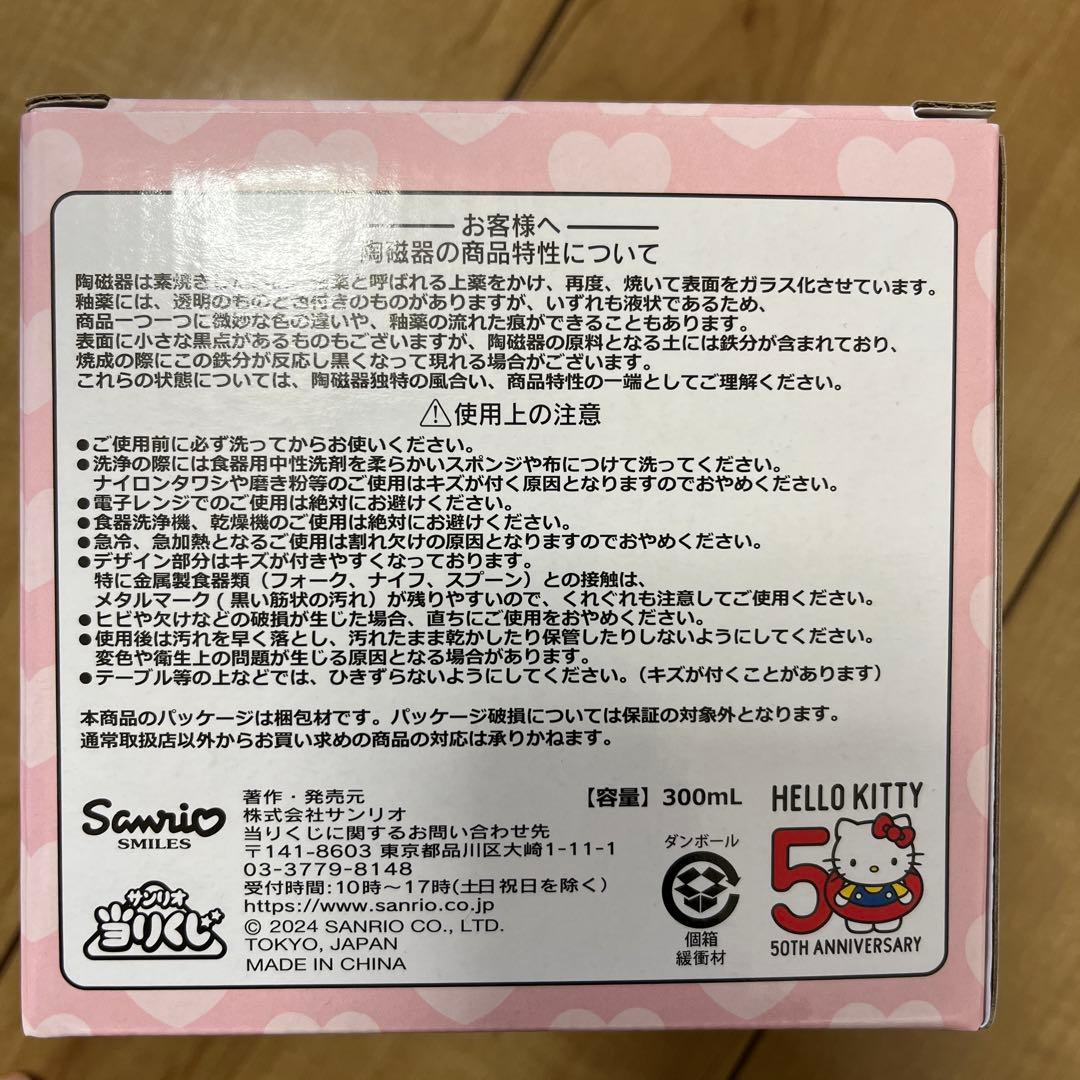 お客様へ
陶磁器の商品特性について
陶磁器は素焼き と呼ばれる上薬をかけ、再度、焼いて表面をガラス化させています。
釉薬には、透明のものと色付きのものがありますが、いずれも液状であるため、
商品一つ一つに微妙な色の違いや、釉薬の流れた痕ができることもあります。
表面に小さな黒点があるものもございますが、陶磁器の原料となる土には鉄分が含まれており、
焼成の際にこの鉄分が反応し黒くなって現れる場合がございます。
これらの状態については、陶磁器独特の風合い、商品特性の一端としてご理解ください。
⚠使用上の注意
●ご使用前に必ず洗ってからお使いください。
●洗浄の際には食器用中性洗剤を柔らかいスポンジや布につけて洗ってください。
ナイロンタワシや磨き粉等のご使用はキズが付く原因となりますのでおやめください。
●電子レンジでのご使用は絶対にお避けください。
●食器洗浄機、乾燥機のご使用は絶対にお避けください。
●急冷、急加熱となるご使用は割れ欠けの原因となりますのでおやめください。
●デザイン部分はキズが付きやすくなっております。
特に金属製食器類（フォーク、ナイフ、スプーン）との接触は、
メタルマーク(黒い筋状の汚れ）が残りやすいので、くれぐれも注意してご使用ください。
●ヒビや欠けなどの破損が生じた場合、直ちにご使用をおやめください。
●使用後は汚れを早く落とし、汚れたまま乾かしたり保管したりしないようにしてください。
変色や衛生上の問題が生じる原因となる場合があります。
●テーブル等の上などでは、ひきずらないようにしてください。（キズが付くことがあります）
本商品のパッケージは梱包材です。パッケージ破損については保証の対象外となります。
通常取扱店以外からお買い求めの商品の対応は承りかねます。
Sanrio
SMILES
サンリオ
当りくじ
著作・発売元
株式会社サンリオ
当りくじに関するお問い合わせ先
〒141-8603 東京都品川区大崎1-11-1
03-3779-8148
受付時間:10時～17時(土日祝日を除く）
https://www.sanrio.co.jp
© 2024 SANRIO CO., LTD.
TOKYO, JAPAN
MADE IN CHINA
【容量】300mL
ダンボール
個箱
緩衝材
HELLO KITTY
50
50TH ANNIVERSARY